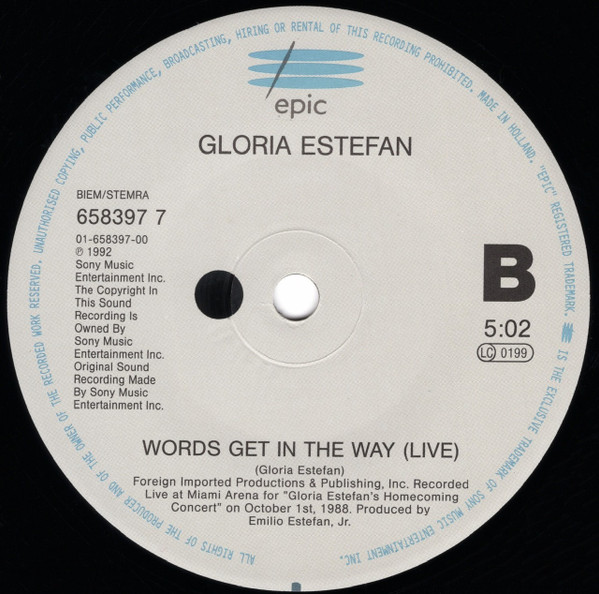 epic
GLORIA ESTEFAN
BIEM/STEMRA
658397 7
01-658397-00
℗ 1992
Sony Music
Entertainment Inc.
The Copyright In
This Sound
Recording Is
Owned By
Sony Music
Entertainment Inc.
Original Sound
Recording Made
By Sony Music
Entertainment Inc.
B
5:02
LC 0199
WORDS GET IN THE WAY (LIVE)
(Gloria Estefan)
Foreign Imported Productions & Publishing, Inc. Recorded
Live at Miami Arena for "Gloria Estefan's Homecoming
Concert" on October 1st, 1988. Produced by
Emilio Estefan, Jr.
ALL RIGHTS OF THE PRODUCER AND OF THE OWNER OF THE RECORDED WORK RESERVED. UNAUTHORISED COPYING, PUBLIC PERFORMANCE, BROADCASTING, HIRING OR RENTAL OF THIS RECORDING PROHIBITED. MADE IN HOLLAND. "EPIC" REGISTERED TRADEMARK. IS THE EXCLUSIVE TRADEMARK OF SONY MUSIC ENTERTAINMENT INC.